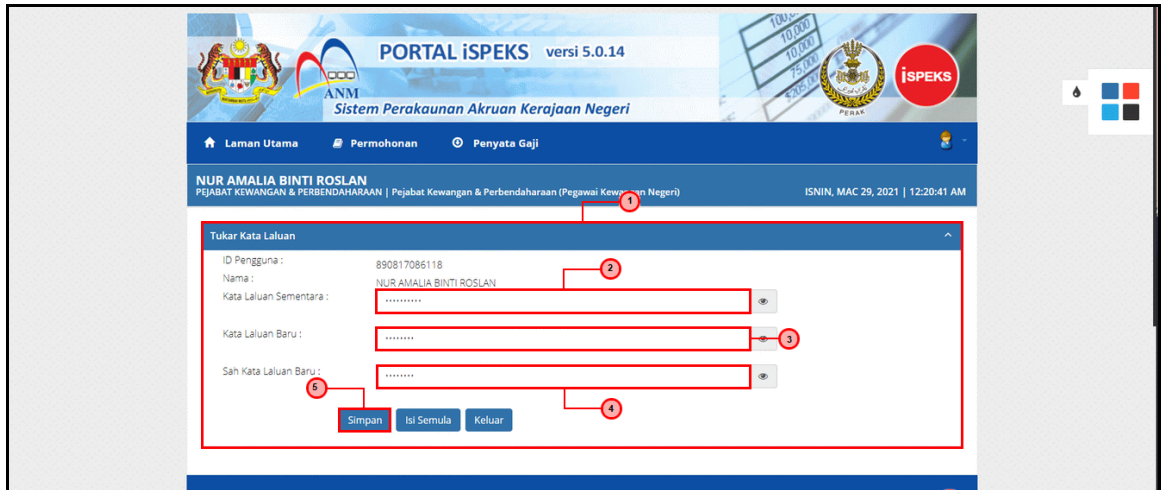 PORTAL iSPEKS versi 5.0.14
ANM
Sistem Perakaunan Akruan Kerajaan Negeri
PERAK
iSPEKS
Laman Utama Permohonan Penyata Gaji
NUR AMALIA BINTI ROSLAN
PEJABAT KEWANGAN & PERBENDAHARAAN | Pejabat Kewangan & Perbendaharaan (Pegawai Kewangan Negeri) ISNIN, MAC 29, 2021 | 12:20:41 AM
1
Tukar Kata Laluan
ID Pengguna : 890817086118
Nama : NUR AMALIA BINTI ROSLAN
2
Kata Laluan Sementara : ••••••••••
Kata Laluan Baru : ••••••••
3
Sah Kata Laluan Baru : ••••••••
5
4
Simpan Isi Semula Keluar